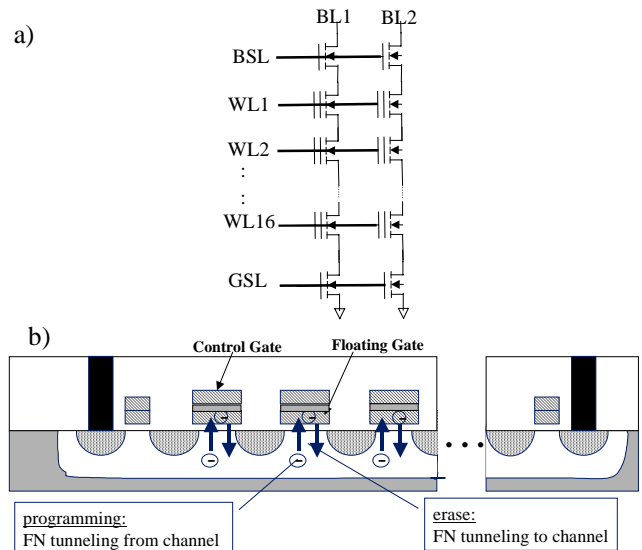 a)
BL1 BL2
BSL
WL1
WL2
:
:
WL16
GSL
b)
Control Gate
Floating Gate
programming:
FN tunneling from channel
erase:
FN tunneling to channel